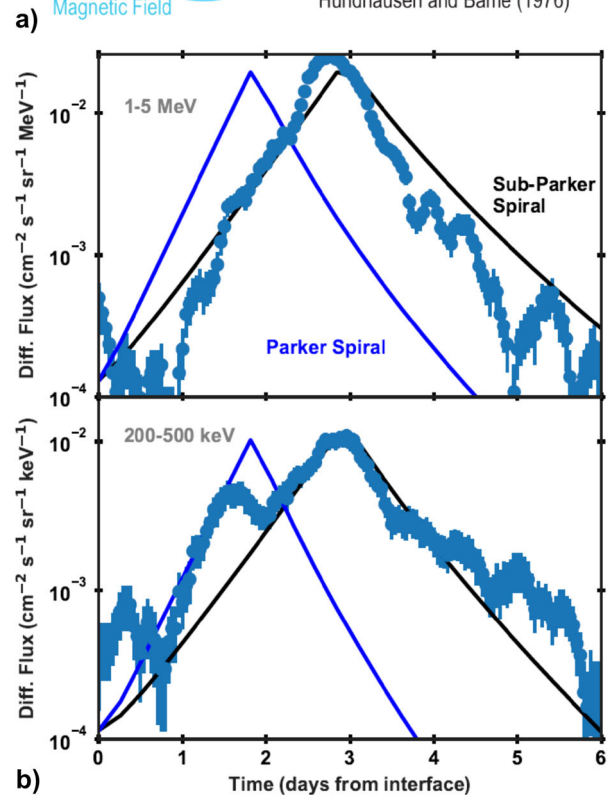 Magnetic Field
Hundhausen and Bame (1976)
a)
Diff. Flux (cm⁻² s⁻¹ sr⁻¹ MeV⁻¹)
10⁻²
10⁻³
10⁻⁴
1-5 MeV
Sub-Parker
Spiral
Parker Spiral
Diff. Flux (cm⁻² s⁻¹ sr⁻¹ keV⁻¹)
10⁻²
10⁻³
10⁻⁴
200-500 keV
0 1 2 3 4 5 6
Time (days from interface)
b)